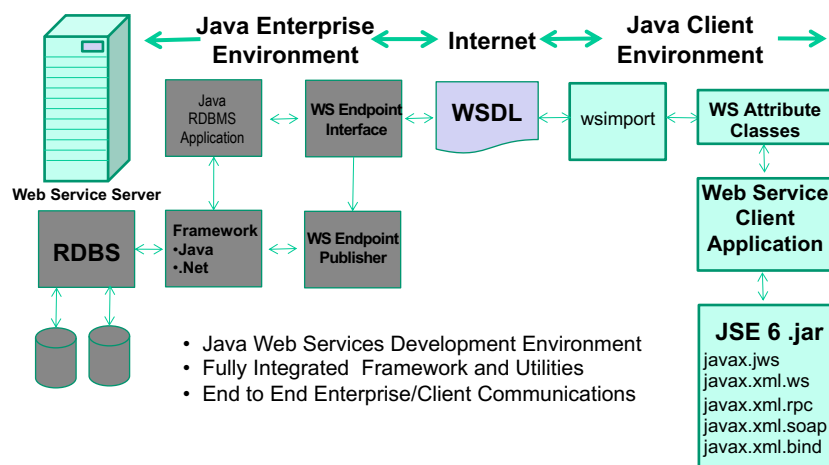 Java Enterprise
Environment
Internet
Java Client
Environment
Web Service Server
Java
RDBMS
Application
WS Endpoint
Interface
WSDL
wsimport
WS Attribute
Classes
RDBS
Framework
•Java
•.Net
WS Endpoint
Publisher
Web Service
Client
Application
JSE 6 .jar
javax.jws
javax.xml.ws
javax.xml.rpc
javax.xml.soap
javax.xml.bind
• Java Web Services Development Environment
• Fully Integrated Framework and Utilities
• End to End Enterprise/Client Communications